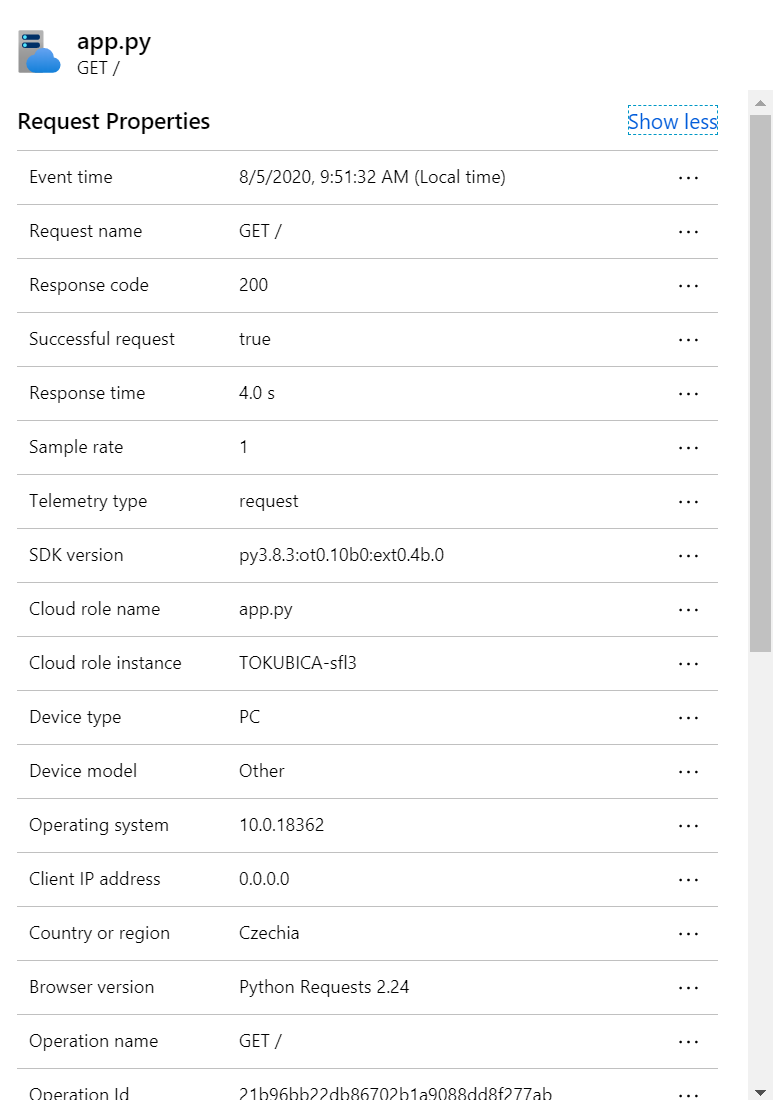 app.py
GET /
Request Properties Show less
Event time 8/5/2020, 9:51:32 AM (Local time) ...
Request name GET / ...
Response code 200 ...
Successful request true ...
Response time 4.0 s ...
Sample rate 1 ...
Telemetry type request ...
SDK version py3.8.3:ot0.10b0:ext0.4b.0 ...
Cloud role name app.py ...
Cloud role instance TOKUBICA-sfl3 ...
Device type PC ...
Device model Other ...
Operating system 10.0.18362 ...
Client IP address 0.0.0.0 ...
Country or region Czechia ...
Browser version Python Requests 2.24 ...
Operation name GET / ...
Operation Id 21b96bb22db86702b1a9088dd8f277ab ...